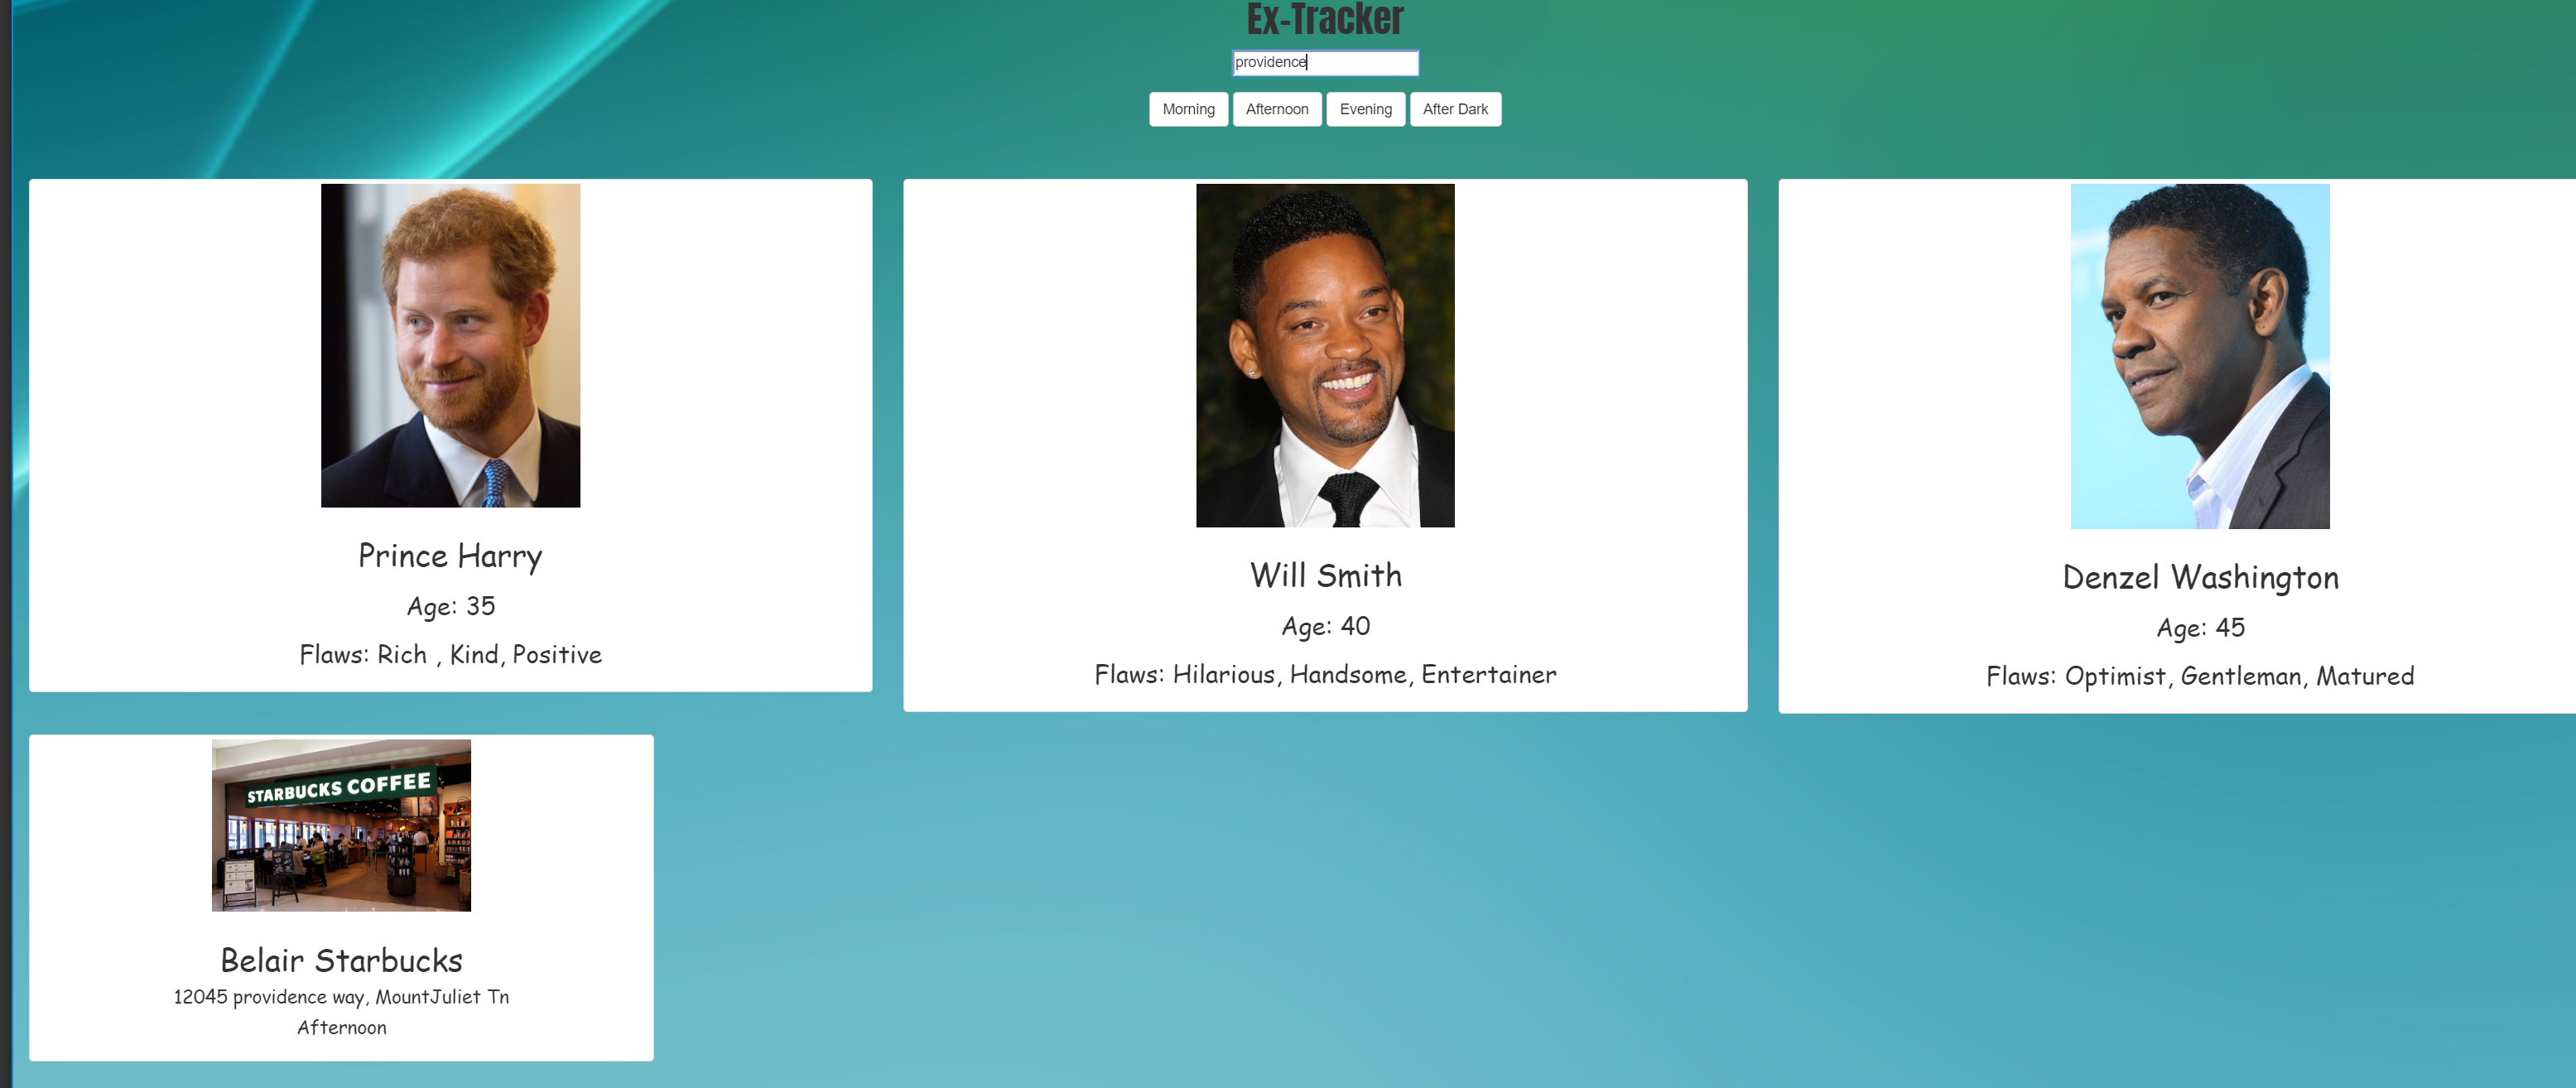 Ex-Tracker
providence
Morning Afternoon Evening After Dark
Prince Harry
Age: 35
Flaws: Rich , Kind, Positive
Will Smith
Age: 40
Flaws: Hilarious, Handsome, Entertainer
Denzel Washington
Age: 45
Flaws: Optimist, Gentleman, Matured
STARBUCKS COFFEE
Belair Starbucks
12045 providence way, MountJuliet Tn
Afternoon